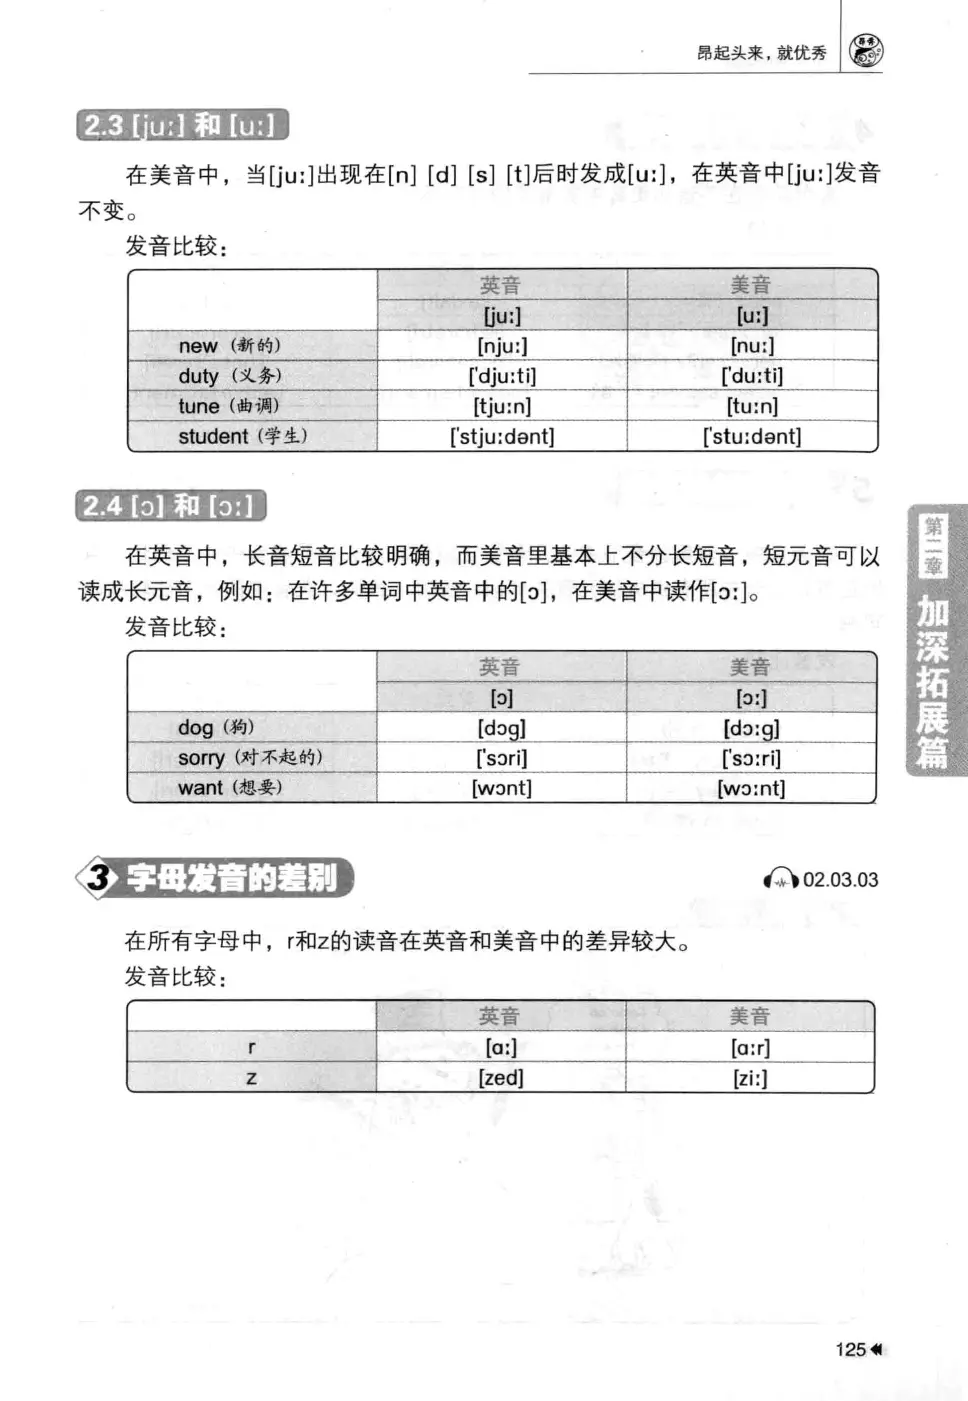 昂起头来，就优秀
2.3 [ju:] 和 [u:]
在美音中，当[ju:]出现在[n] [d] [s] [t]后时发成[u:]，在英音中[ju:]发音
不变。
发音比较：
英音 美音
[ju:] [u:]
new（新的） [nju:] [nu:]
duty（义务） ['dju:ti] ['du:ti]
tune（曲调） [tju:n] [tu:n]
student（学生） ['stju:dənt] ['stu:dənt]
2.4 [ɔ] 和 [ɔ:]
在英音中，长音短音比较明确，而美音里基本上不分长短音，短元音可以
读成长元音，例如：在许多单词中英音中的[ɔ]，在美音中读作[ɔ:]。
发音比较：
英音 美音
[ɔ] [ɔ:]
dog（狗） [dɔg] [dɔ:g]
sorry（对不起的） ['sɔri] ['sɔ:ri]
want（想要） [wɔnt] [wɔ:nt]
3 字母发音的差别
02.03.03
在所有字母中，r和z的读音在英音和美音中的差异较大。
发音比较：
英音 美音
r [ɑ:] [ɑ:r]
z [zed] [zi:]
第二章 加深拓展篇
125